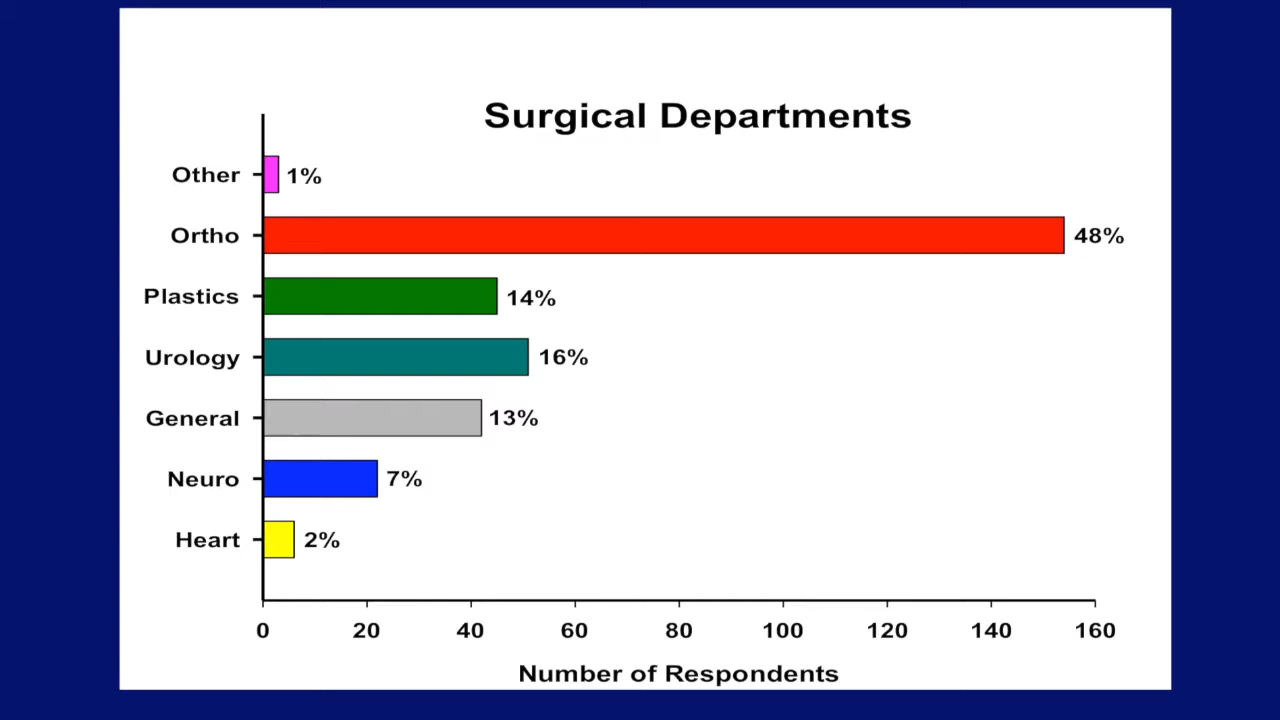 Surgical Departments
Other 1%
Ortho 48%
Plastics 14%
Urology 16%
General 13%
Neuro 7%
Heart 2%
0 20 40 60 80 100 120 140 160
Number of Respondents